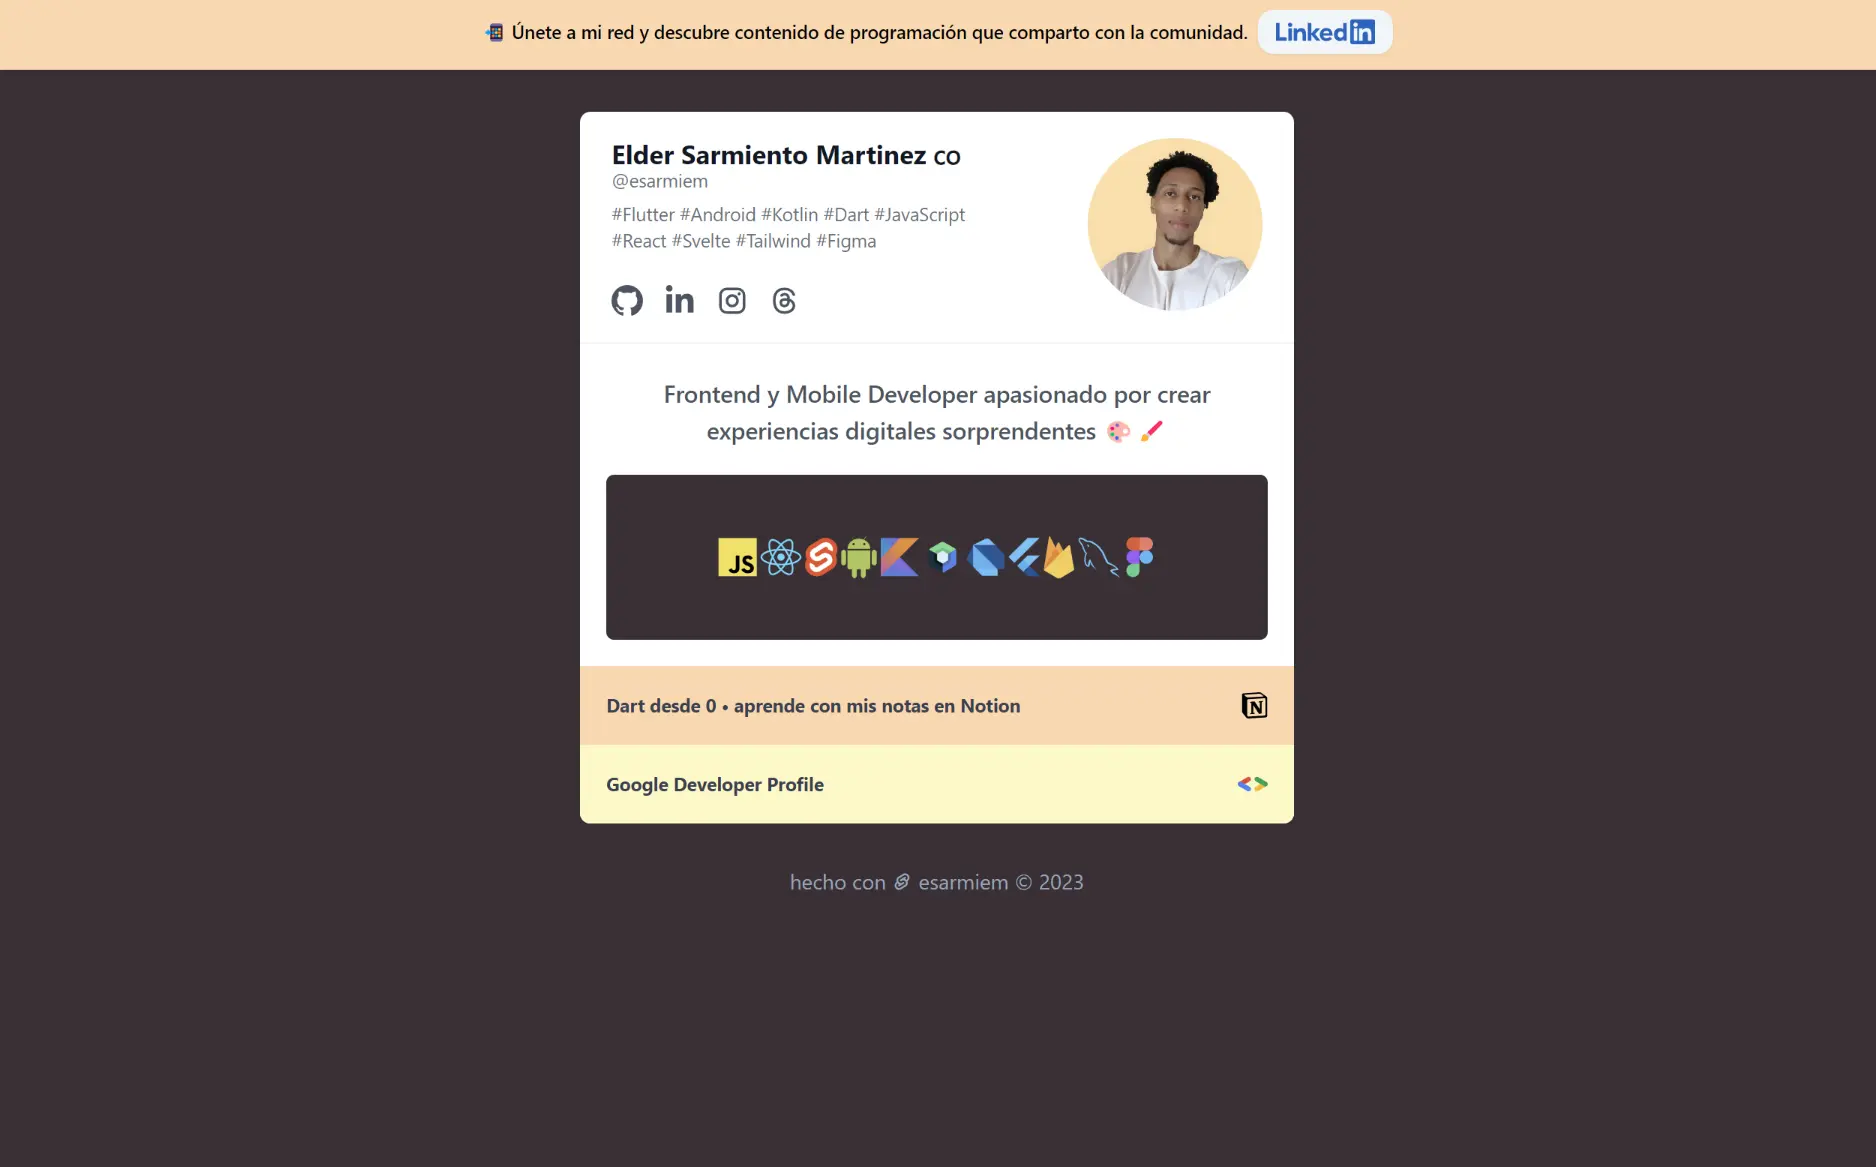 Únete a mi red y descubre contenido de programación que comparto con la comunidad. Linkedin
Elder Sarmiento Martinez CO
@esarmiem
#Flutter #Android #Kotlin #Dart #JavaScript
#React #Svelte #Tailwind #Figma
Frontend y Mobile Developer apasionado por crear
experiencias digitales sorprendentes
JS
Dart desde 0 • aprende con mis notas en Notion
Google Developer Profile
hecho con esarmiem © 2023